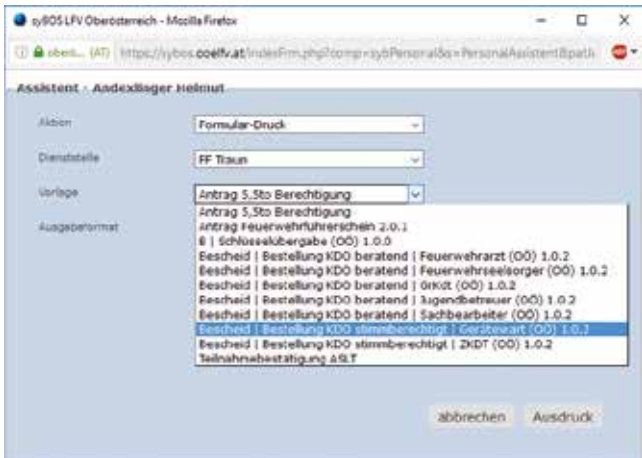 syBOS LFV Oberösterreich - Mozilla Firefox
(AT) https://sybos.ooelfv.at/indexFrm.php?comp=sybPersonal&s=PersonalAssistent&path
Assistent - Andexlinger Helmut
Aktion Formular-Druck
Dienststelle FF Traun
Vorlage Antrag 5,5to Berechtigung
Antrag 5,5to Berechtigung
Ausgabeformat Antrag Feuerwehrführerschein 2.0.1
B | Schlüsselübergabe (OÖ) 1.0.0
Bescheid | Bestellung KDO beratend | Feuerwehrarzt (OÖ) 1.0.2
Bescheid | Bestellung KDO beratend | Feuerwehrseelsorger (OÖ) 1.0.2
Bescheid | Bestellung KDO beratend | GrKdt (OÖ) 1.0.2
Bescheid | Bestellung KDO beratend | Jugendbetreuer (OÖ) 1.0.2
Bescheid | Bestellung KDO beratend | Sachbearbeiter (OÖ) 1.0.2
Bescheid | Bestellung KDO stimmberechtigt | Gerätewart (OÖ) 1.0.2
Bescheid | Bestellung KDO stimmberechtigt | ZKDT (OÖ) 1.0.2
Teilnahmebestätigung ASLT
abbrechen Ausdruck